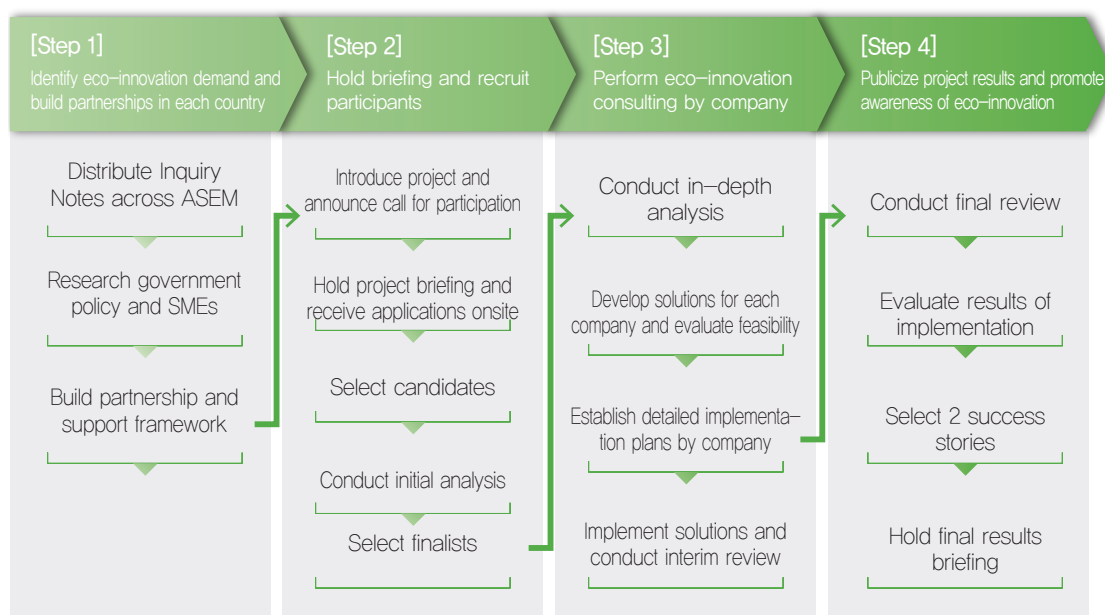 [Step 1]
Identify eco-innovation demand and
build partnerships in each country
Distribute Inquiry
Notes across ASEM
Research government
policy and SMEs
Build partnership and
support framework
[Step 2]
Hold briefing and recruit
participants
Introduce project and
announce call for participation
Hold project briefing and
receive applications onsite
Select candidates
Conduct initial analysis
Select finalists
[Step 3]
Perform eco-innovation
consulting by company
Conduct in-depth
analysis
Develop solutions for each
company and evaluate feasibility
Establish detailed implementa-
tion plans by company
Implement solutions and
conduct interim review
[Step 4]
Publicize project results and promote
awareness of eco-innovation
Conduct final review
Evaluate results of
implementation
Select 2 success
stories
Hold final results
briefing